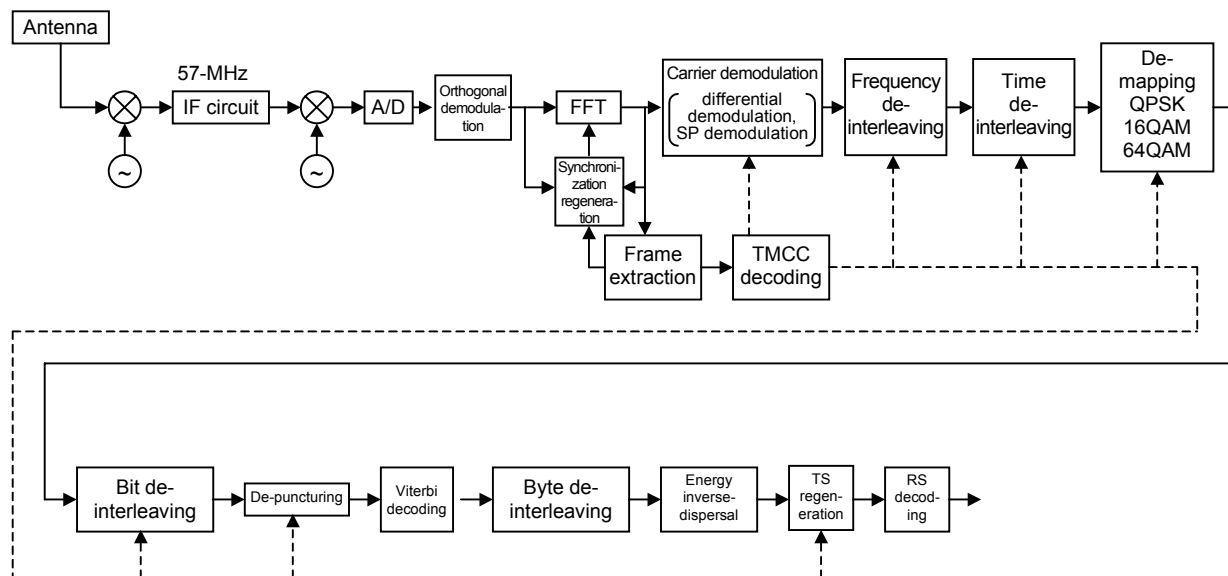 Antenna
57-MHz
IF circuit
~
~
A/D
Orthogonal
demodula-
tion
FFT
Synchroni-
zation
regenera-
tion
Carrier demodulation
differential
demodulation,
SP demodulation
Frequency
de-
interleaving
Time
de-
interleaving
De-
mapping
QPSK
16QAM
64QAM
Frame
extraction
TMCC
decoding
Bit de-
interleaving
De-puncturing
Viterbi
decoding
Byte de-
interleaving
Energy
inverse-
dispersal
TS
regen-
eration
RS
decod-
ing